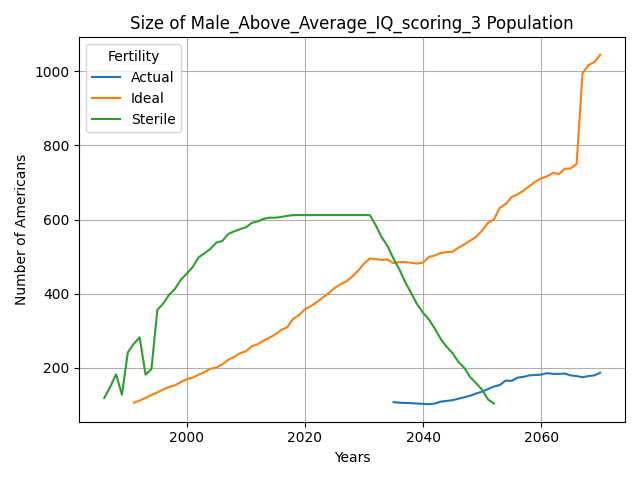 Size of Male_Above_Average_IQ_scoring_3 Population
Fertility
Actual
Ideal
Sterile
Number of Americans
1000
800
600
400
200
2000
2020
2040
2060
Years